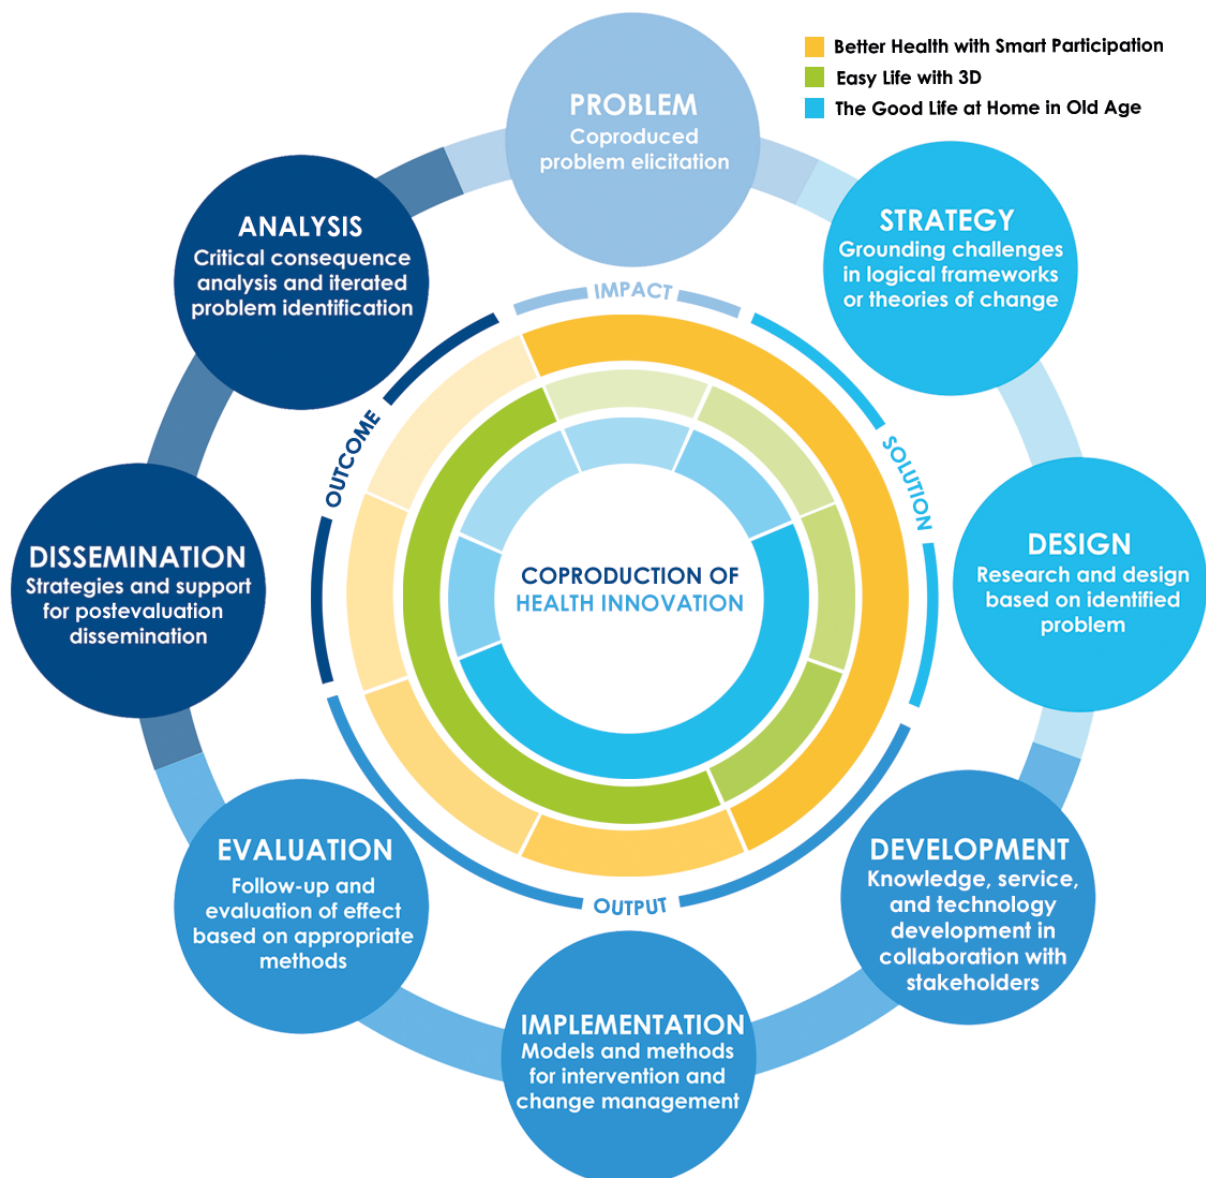 Better Health with Smart Participation
Easy Life with 3D
The Good Life at Home in Old Age
PROBLEM
Coproduced
problem elicitation
STRATEGY
Grounding challenges
in logical frameworks
or theories of change
DESIGN
Research and design
based on identified
problem
DEVELOPMENT
Knowledge, service,
and technology
development in
collaboration with
stakeholders
IMPLEMENTATION
Models and methods
for intervention and
change management
EVALUATION
Follow-up and
evaluation of effect
based on appropriate
methods
DISSEMINATION
Strategies and support
for postevaluation
dissemination
ANALYSIS
Critical consequence
analysis and iterated
problem identification
IMPACT
SOLUTION
OUTPUT
OUTCOME
COPRODUCTION OF
HEALTH INNOVATION